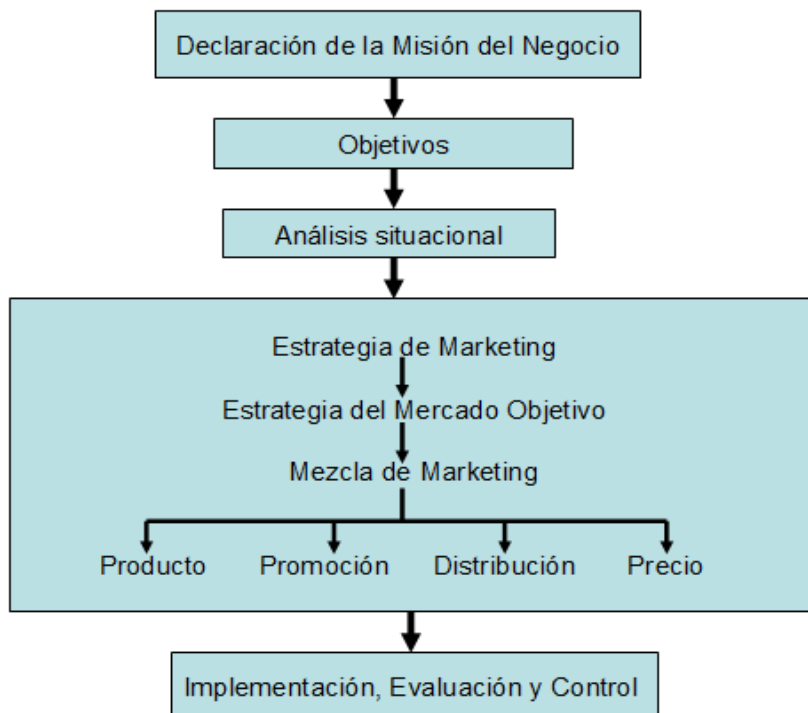 Declaración de la Misión del Negocio
Objetivos
Análisis situacional
Estrategia de Marketing
Estrategia del Mercado Objetivo
Mezcla de Marketing
Producto Promoción Distribución Precio
Implementación, Evaluación y Control